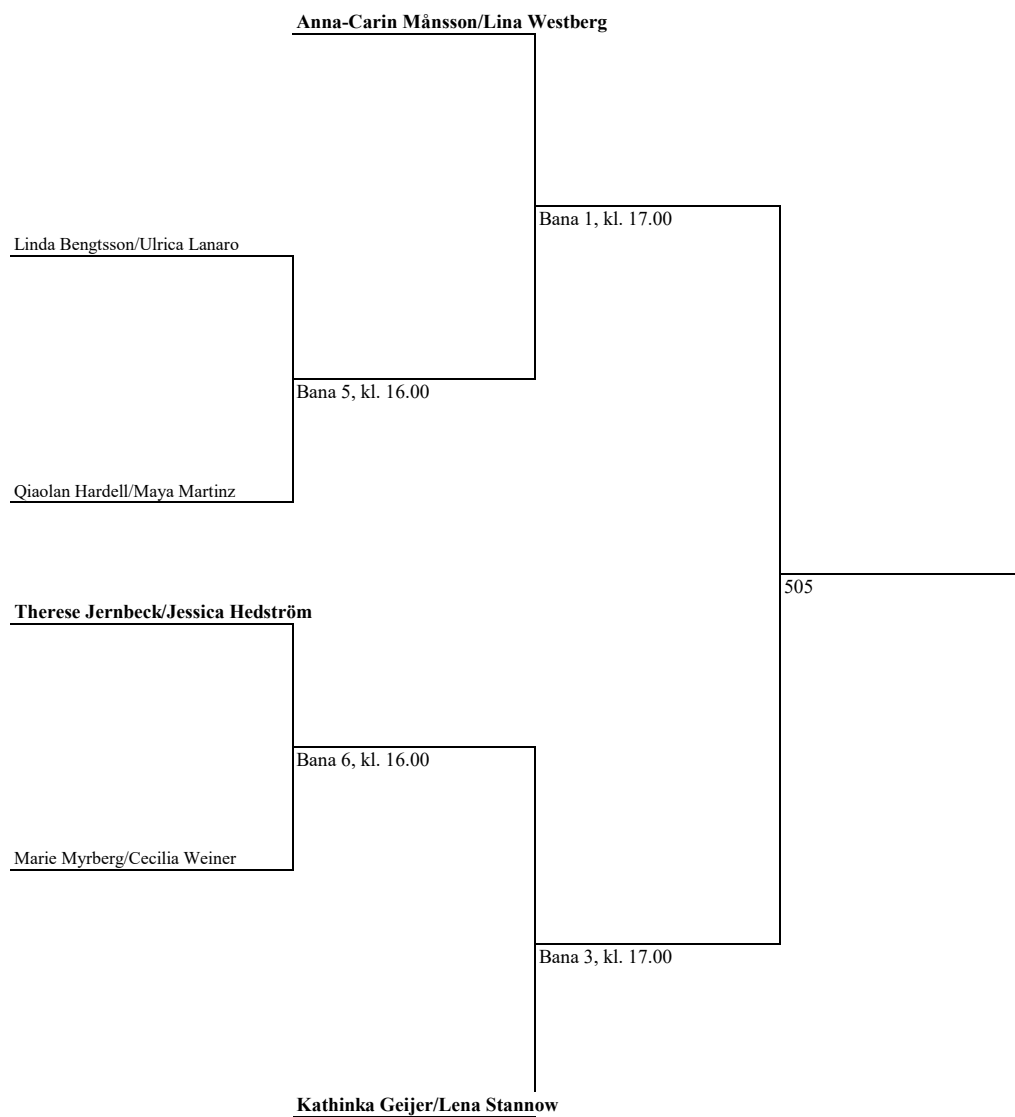 Anna-Carin Månsson/Lina Westberg
Bana 1, kl. 17.00
Linda Bengtsson/Ulrica Lanaro
Bana 5, kl. 16.00
Qiaolan Hardell/Maya Martinz
505
Therese Jernbeck/Jessica Hedström
Bana 6, kl. 16.00
Marie Myrberg/Cecilia Weiner
Bana 3, kl. 17.00
Kathinka Geijer/Lena Stannow